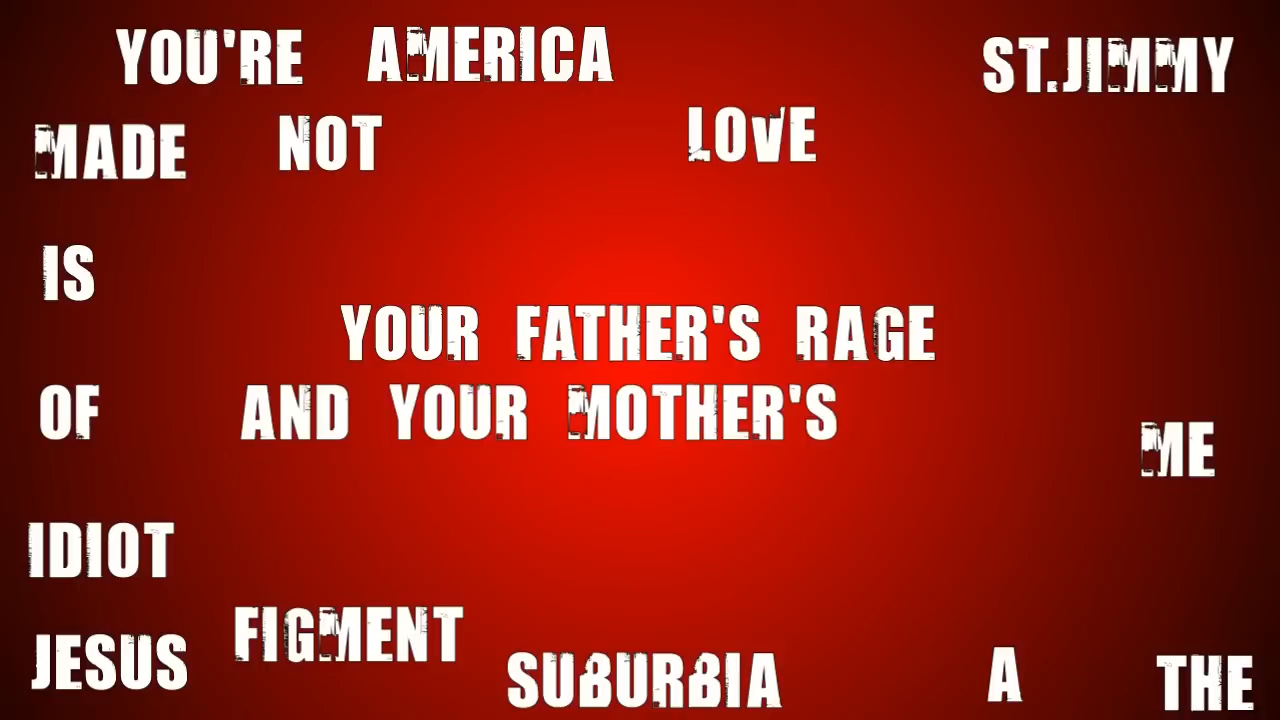 YOU'RE AMERICA ST.JIMMY
MADE NOT LOVE
IS
YOUR FATHER'S RAGE
OF AND YOUR MOTHER'S
ME
IDIOT
FIGMENT
JESUS SUBURBIA A THE